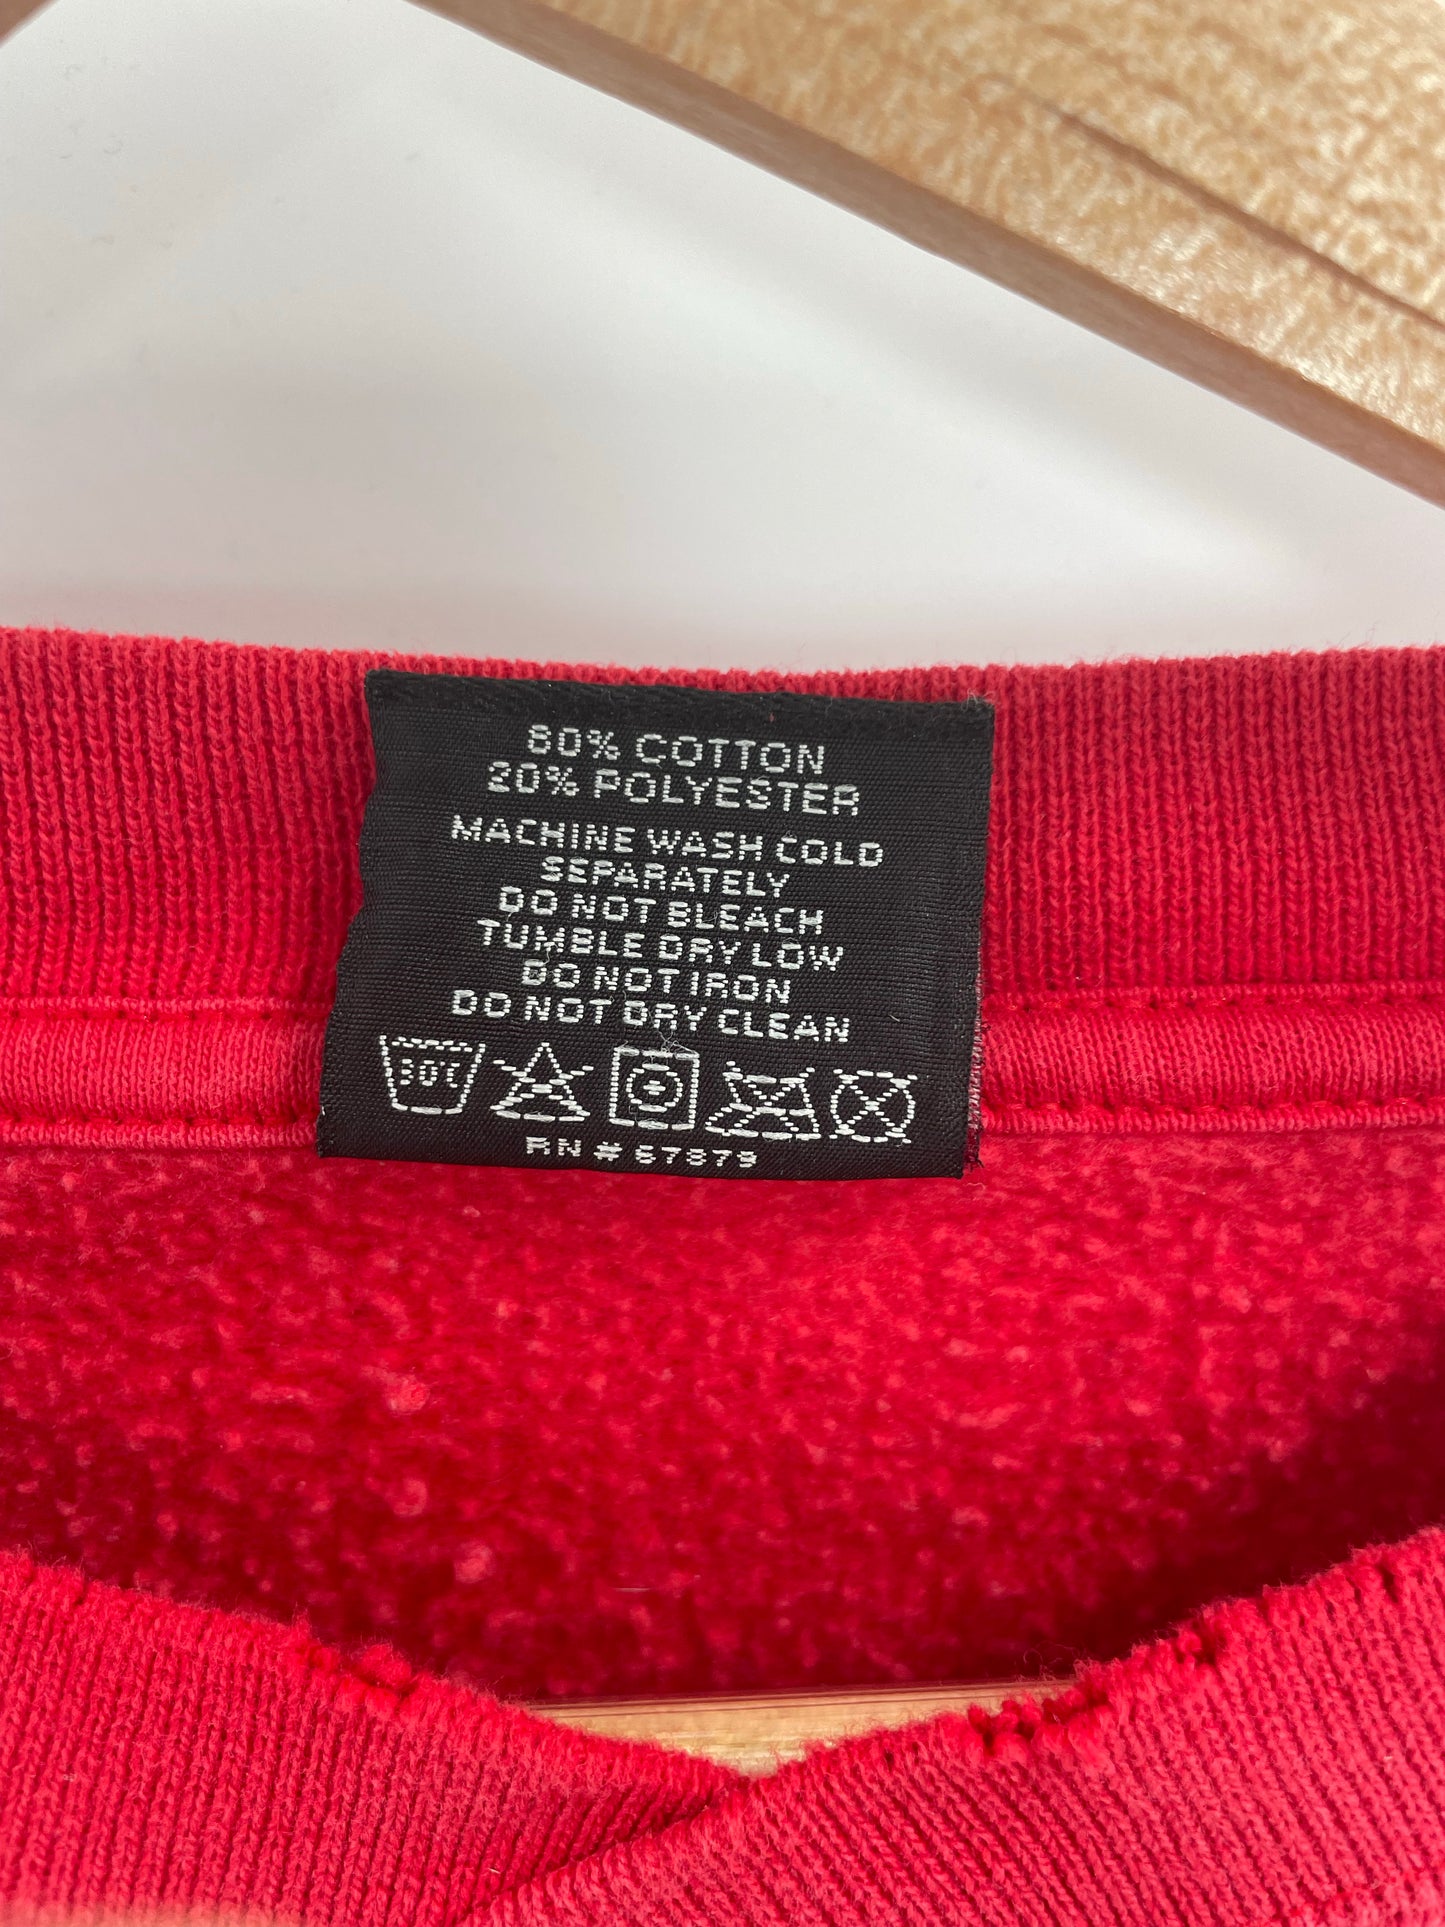 80% COTTON
20% POLYESTER
MACHINE WASH COLD
SEPARATELY
DO NOT BLEACH
TUMBLE DRY LOW
DO NOT IRON
DO NOT DRY CLEAN
30°C
RN # 67879